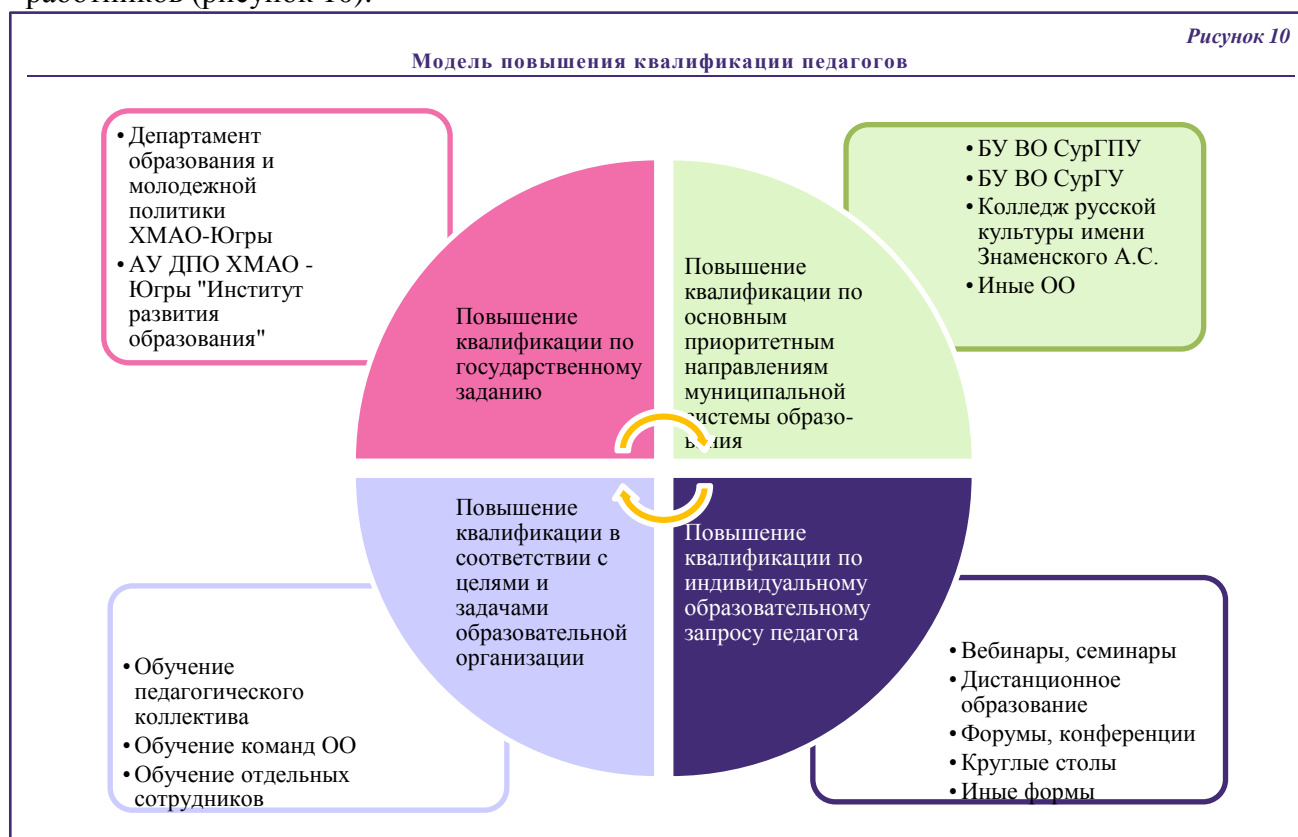 работников (рисунок 10).
Рисунок 10
Модель повышения квалификации педагогов
• Департамент
образования и
молодежной
политики
ХМАО-Югры
• АУ ДПО ХМАО -
Югры "Институт
развития
образования"
• БУ ВО СурГПУ
• БУ ВО СурГУ
• Колледж русской
культуры имени
Знаменского А.С.
• Иные ОО
Повышение
квалификации по
государственному
заданию
Повышение
квалификации по
основным
приоритетным
направлениям
муниципальной
системы образо-
вания
Повышение
квалификации в
соответствии с
целями и
задачами
образовательной
организации
Повышение
квалификации по
индивидуальному
образовательному
запросу педагога
• Обучение
педагогического
коллектива
• Обучение команд ОО
• Обучение отдельных
сотрудников
• Вебинары, семинары
• Дистанционное
образование
• Форумы, конференции
• Круглые столы
• Иные формы